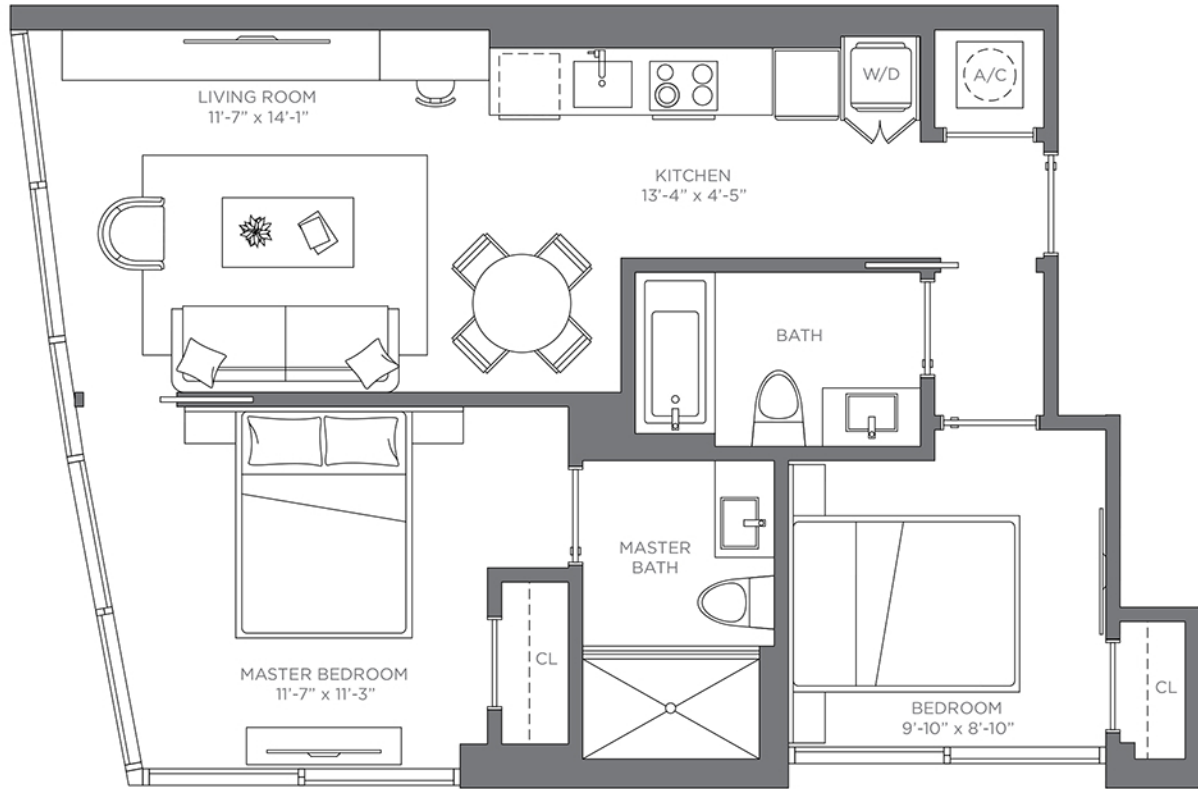 LIVING ROOM
11'-7" x 14'-1"
W/D
A/C
KITCHEN
13'-4" x 4'-5"
BATH
MASTER
BATH
MASTER BEDROOM
11'-7" x 11'-3"
CL
BEDROOM
9'-10" x 8'-10"
CL